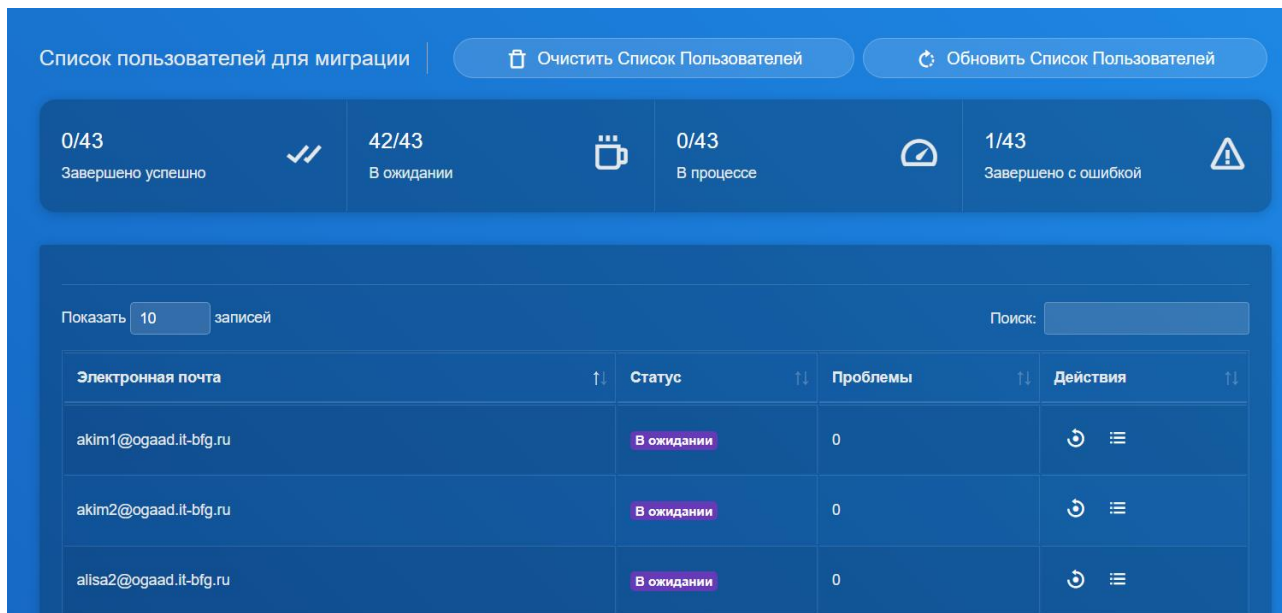 Список пользователей для миграции
Очистить Список Пользователей
Обновить Список Пользователей
0/43
Завершено успешно
42/43
В ожидании
0/43
В процессе
1/43
Завершено с ошибкой
Показать 10 записей
Поиск:
Электронная почта Статус Проблемы Действия
akim1@ogaad.it-bfg.ru В ожидании 0
akim2@ogaad.it-bfg.ru В ожидании 0
alisa2@ogaad.it-bfg.ru В ожидании 0